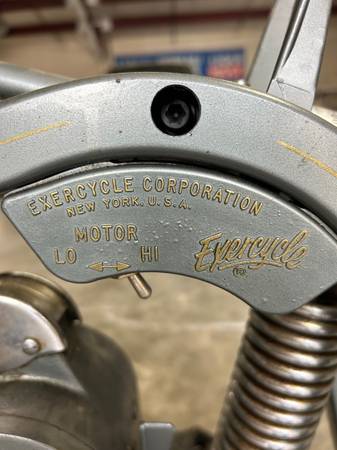 EXERCYCLE CORPORATION
NEW YORK. U.S.A.
MOTOR
LO HI
Exercycle